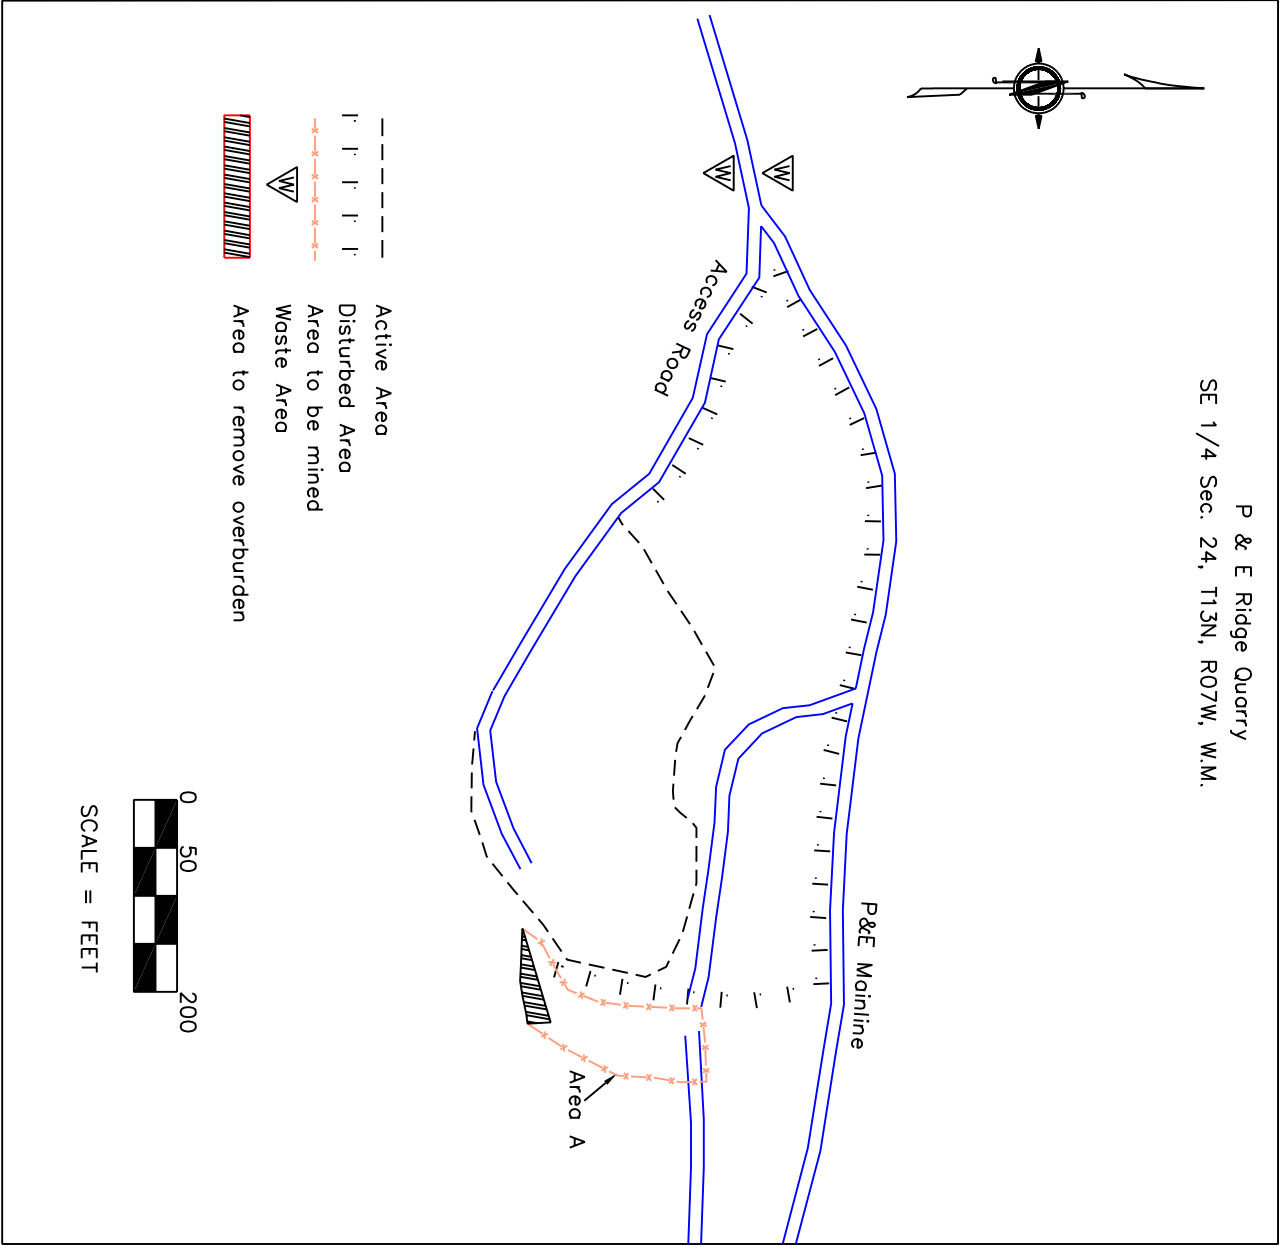 P & E Ridge Quarry
SE 1/4 Sec. 24, T13N, R07W, W.M.
W
W
Access Road
P&E Mainline
Area A
Active Area
Disturbed Area
Area to be mined
W
Waste Area
Area to remove overburden
0
50
200
SCALE = FEET